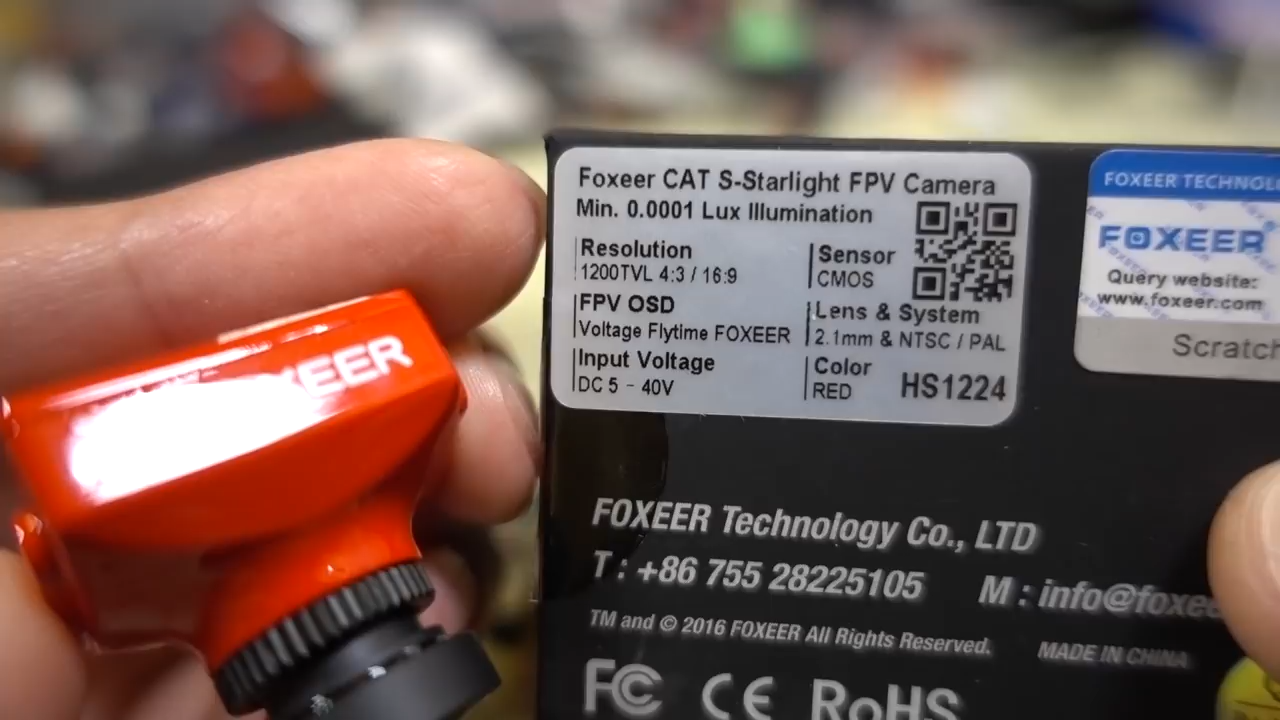 Foxeer CAT S-Starlight FPV Camera
Min. 0.0001 Lux Illumination
Resolution
1200TVL 4:3 / 16:9
Sensor
CMOS
FPV OSD
Voltage Flytime FOXEER
Lens & System
2.1mm & NTSC / PAL
Input Voltage
DC 5 - 40V
Color
RED
HS1224
FOXEER TECHNOL
FOXEER®
Query website:
www.foxeer.com
Scratch
XEER
FOXEER Technology Co., LTD
T : +86 755 28225105
M : info@foxee
TM and © 2016 FOXEER All Rights Reserved.
MADE IN CHINA
FC CE RoHS